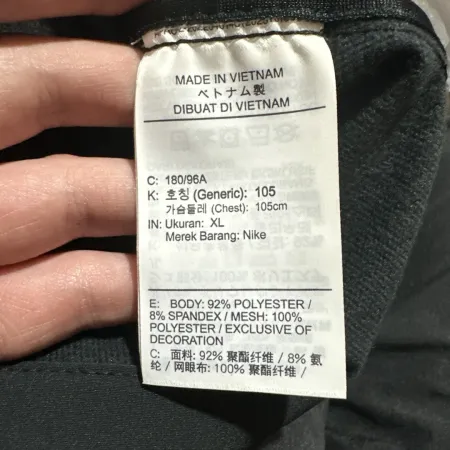 MADE IN VIETNAM
ベトナム製
DIBUAT DI VIETNAM
C: 180/96A
K: 호칭 (Generic): 105
가슴둘레 (Chest): 105cm
IN: Ukuran: XL
Merek Barang: Nike
E: BODY: 92% POLYESTER /
8% SPANDEX / MESH: 100%
POLYESTER / EXCLUSIVE OF
DECORATION
C: 面料: 92% 聚酯纤维 / 8% 氨
纶 / 网眼布: 100% 聚酯纤维 /